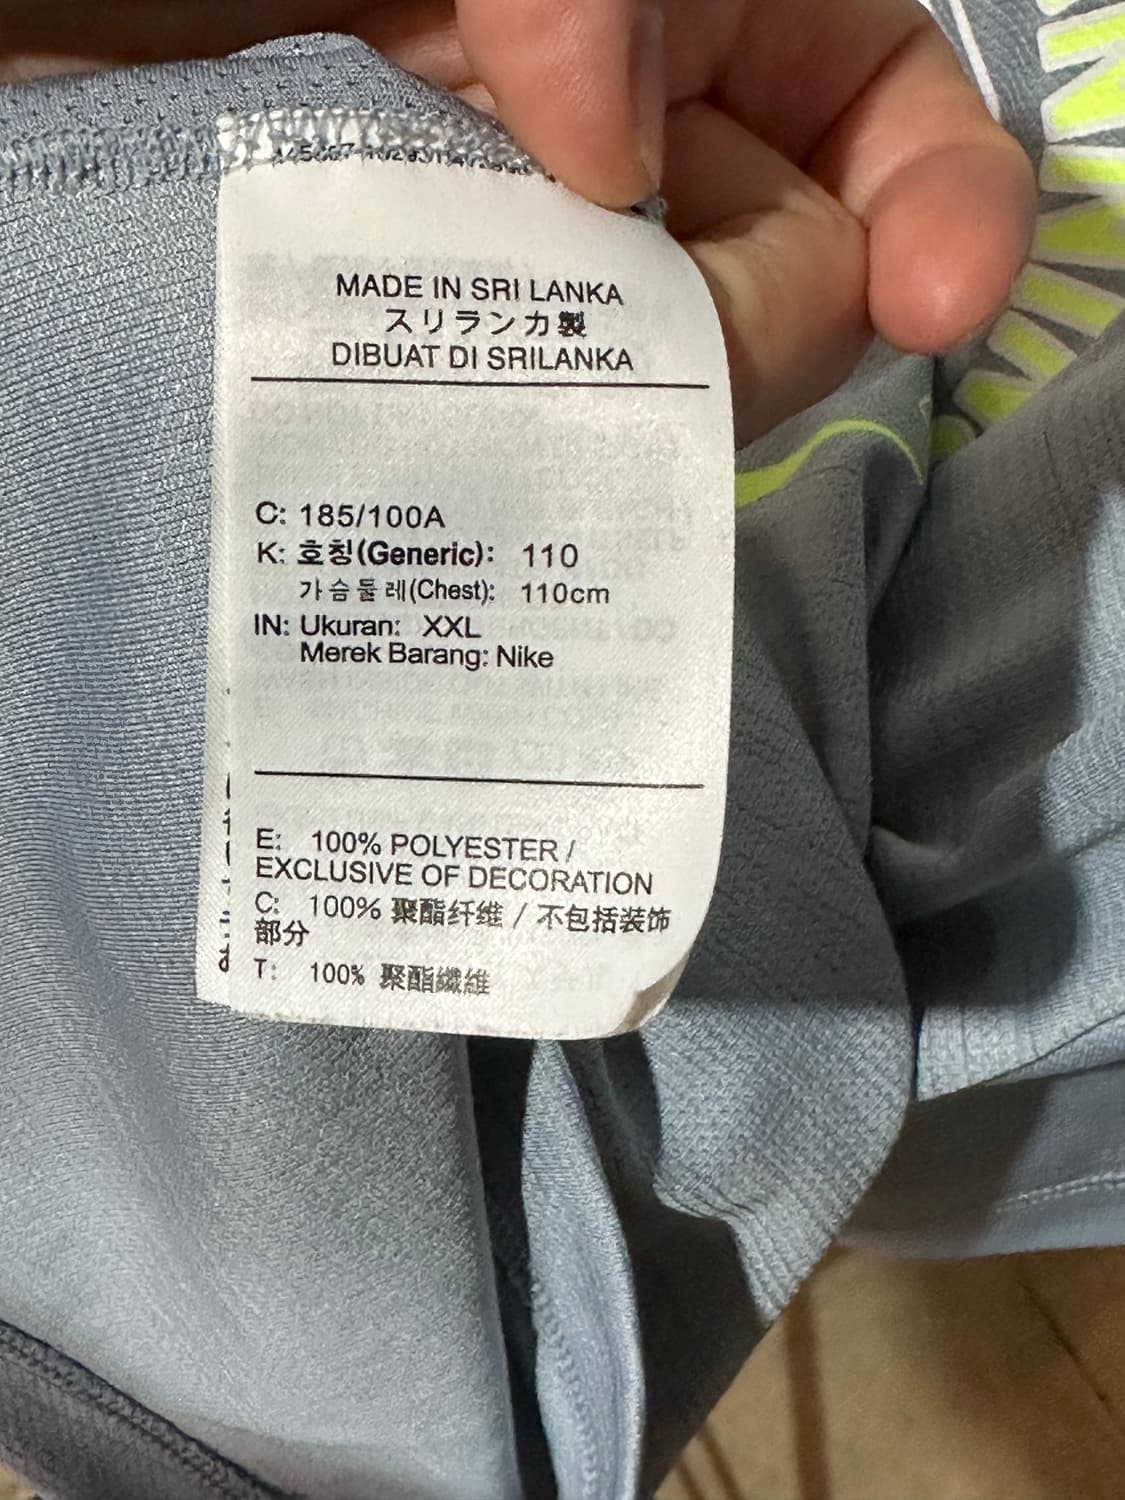 MADE IN SRI LANKA
スリランカ製
DIBUAT DI SRILANKA
C: 185/100A
K: 호칭(Generic): 110
가슴둘레(Chest): 110cm
IN: Ukuran: XXL
Merek Barang: Nike
E: 100% POLYESTER /
EXCLUSIVE OF DECORATION
C: 100% 聚酯纤维 / 不包括装饰
部分
T: 100% 聚酯纖維